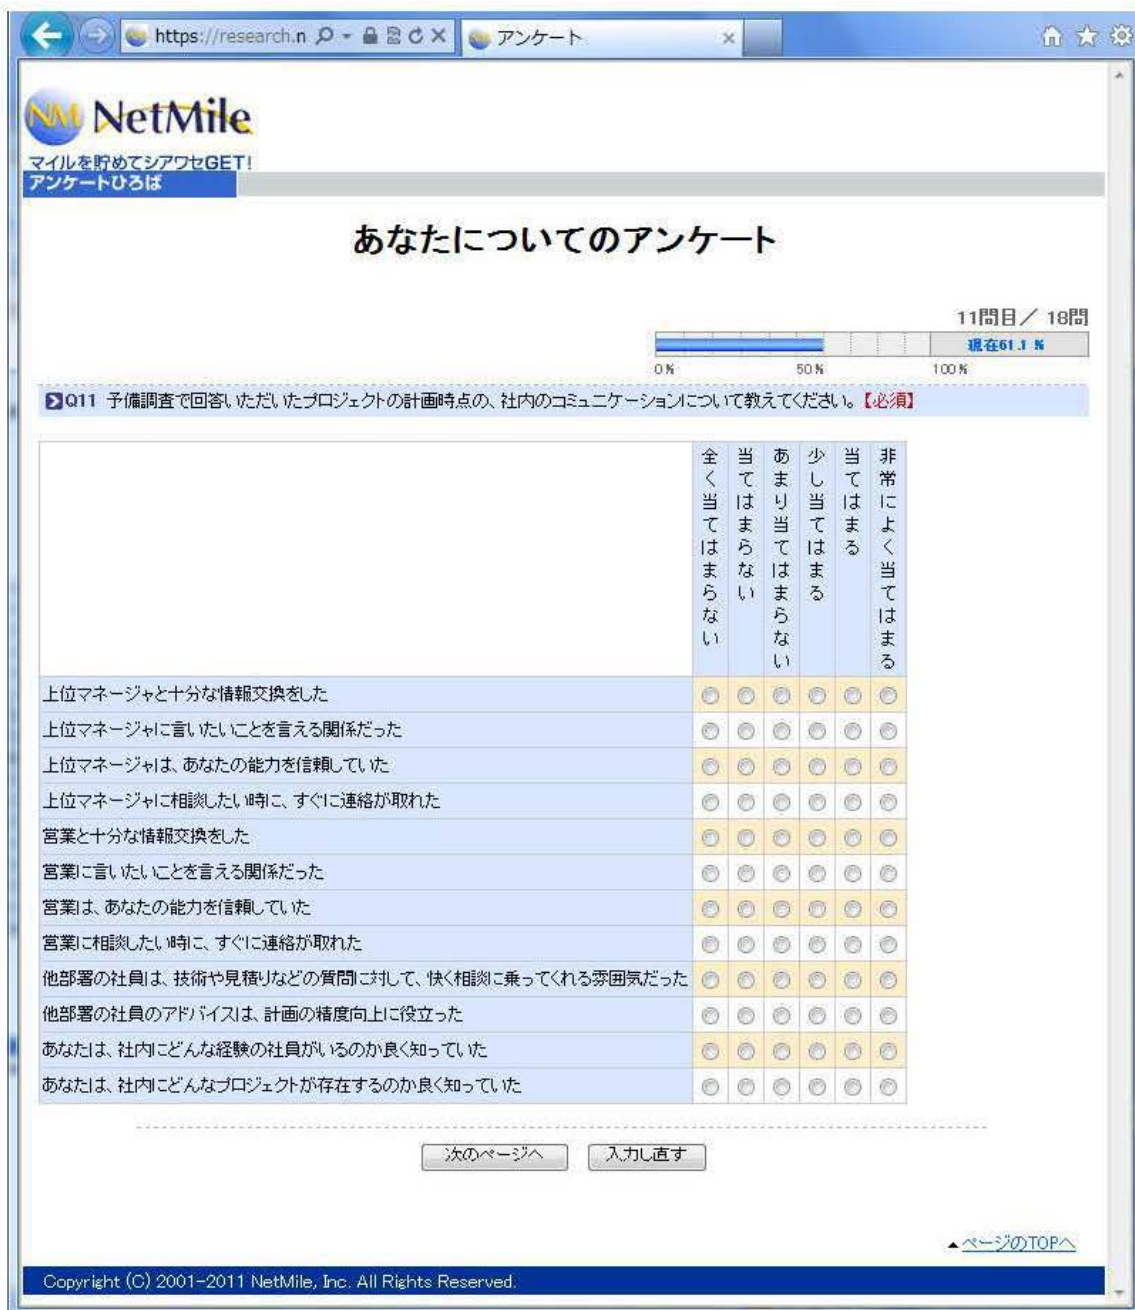 https://research.n
アンケート
NM NetMile
マイルを貯めてシアワセGET!
アンケートひろば
あなたについてのアンケート
11問目／ 18問
現在61.1 %
0% 50% 100%
Q11 予備調査で回答いただいたプロジェクトの計画時点の、社内のコミュニケーションについて教えてください。【必須】
全く当てはまらない
当てはまらない
あまり当てはまらない
少し当てはまる
当てはまる
非常によく当てはまる
上位マネージャと十分な情報交換をした
上位マネージャに言いたいことを言える関係だった
上位マネージャは、あなたの能力を信頼していた
上位マネージャに相談したい時に、すぐに連絡が取れた
営業と十分な情報交換をした
営業に言いたいことを言える関係だった
営業は、あなたの能力を信頼していた
営業に相談したい時に、すぐに連絡が取れた
他部署の社員は、技術や見積りなどの質問に対して、快く相談に乗ってくれる雰囲気だった
他部署の社員のアドバイスは、計画の精度向上に役立った
あなたは、社内にどんな経験の社員がいるのか良く知っていた
あなたは、社内にどんなプロジェクトが存在するのか良く知っていた
次のページへ 入力し直す
▲ページのTOPへ
Copyright (C) 2001-2011 NetMile, Inc. All Rights Reserved.